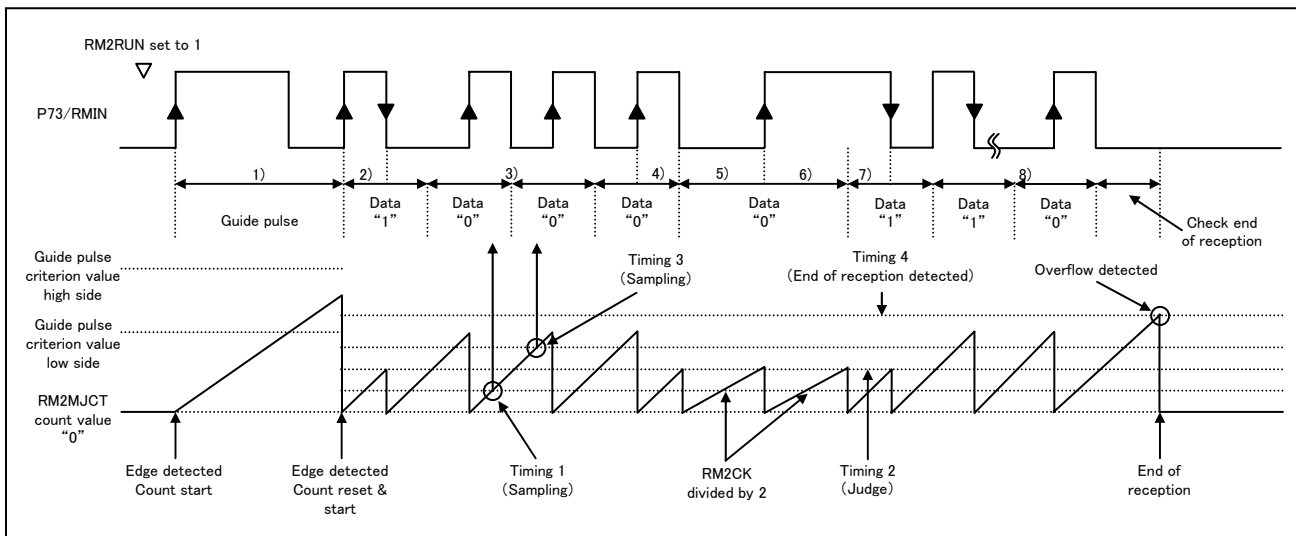 RM2RUN set to 1
P73/RMIN
1)
2)
3)
4)
5)
6)
7)
8)
Guide pulse
Data
“1”
Data
“0”
Data
“0”
Data
“0”
Data
“0”
Data
“1”
Data
“1”
Data
“0”
Check end
of reception
Guide pulse
criterion value
high side
Timing 3
(Sampling)
Timing 4
(End of reception detected)
Overflow detected
Guide pulse
criterion value
low side
RM2MJCT
count value
“0”
Edge detected
Count start
Edge detected
Count reset &
start
Timing 1
(Sampling)
RM2CK
divided by 2
Timing 2
(Judge)
End of
reception